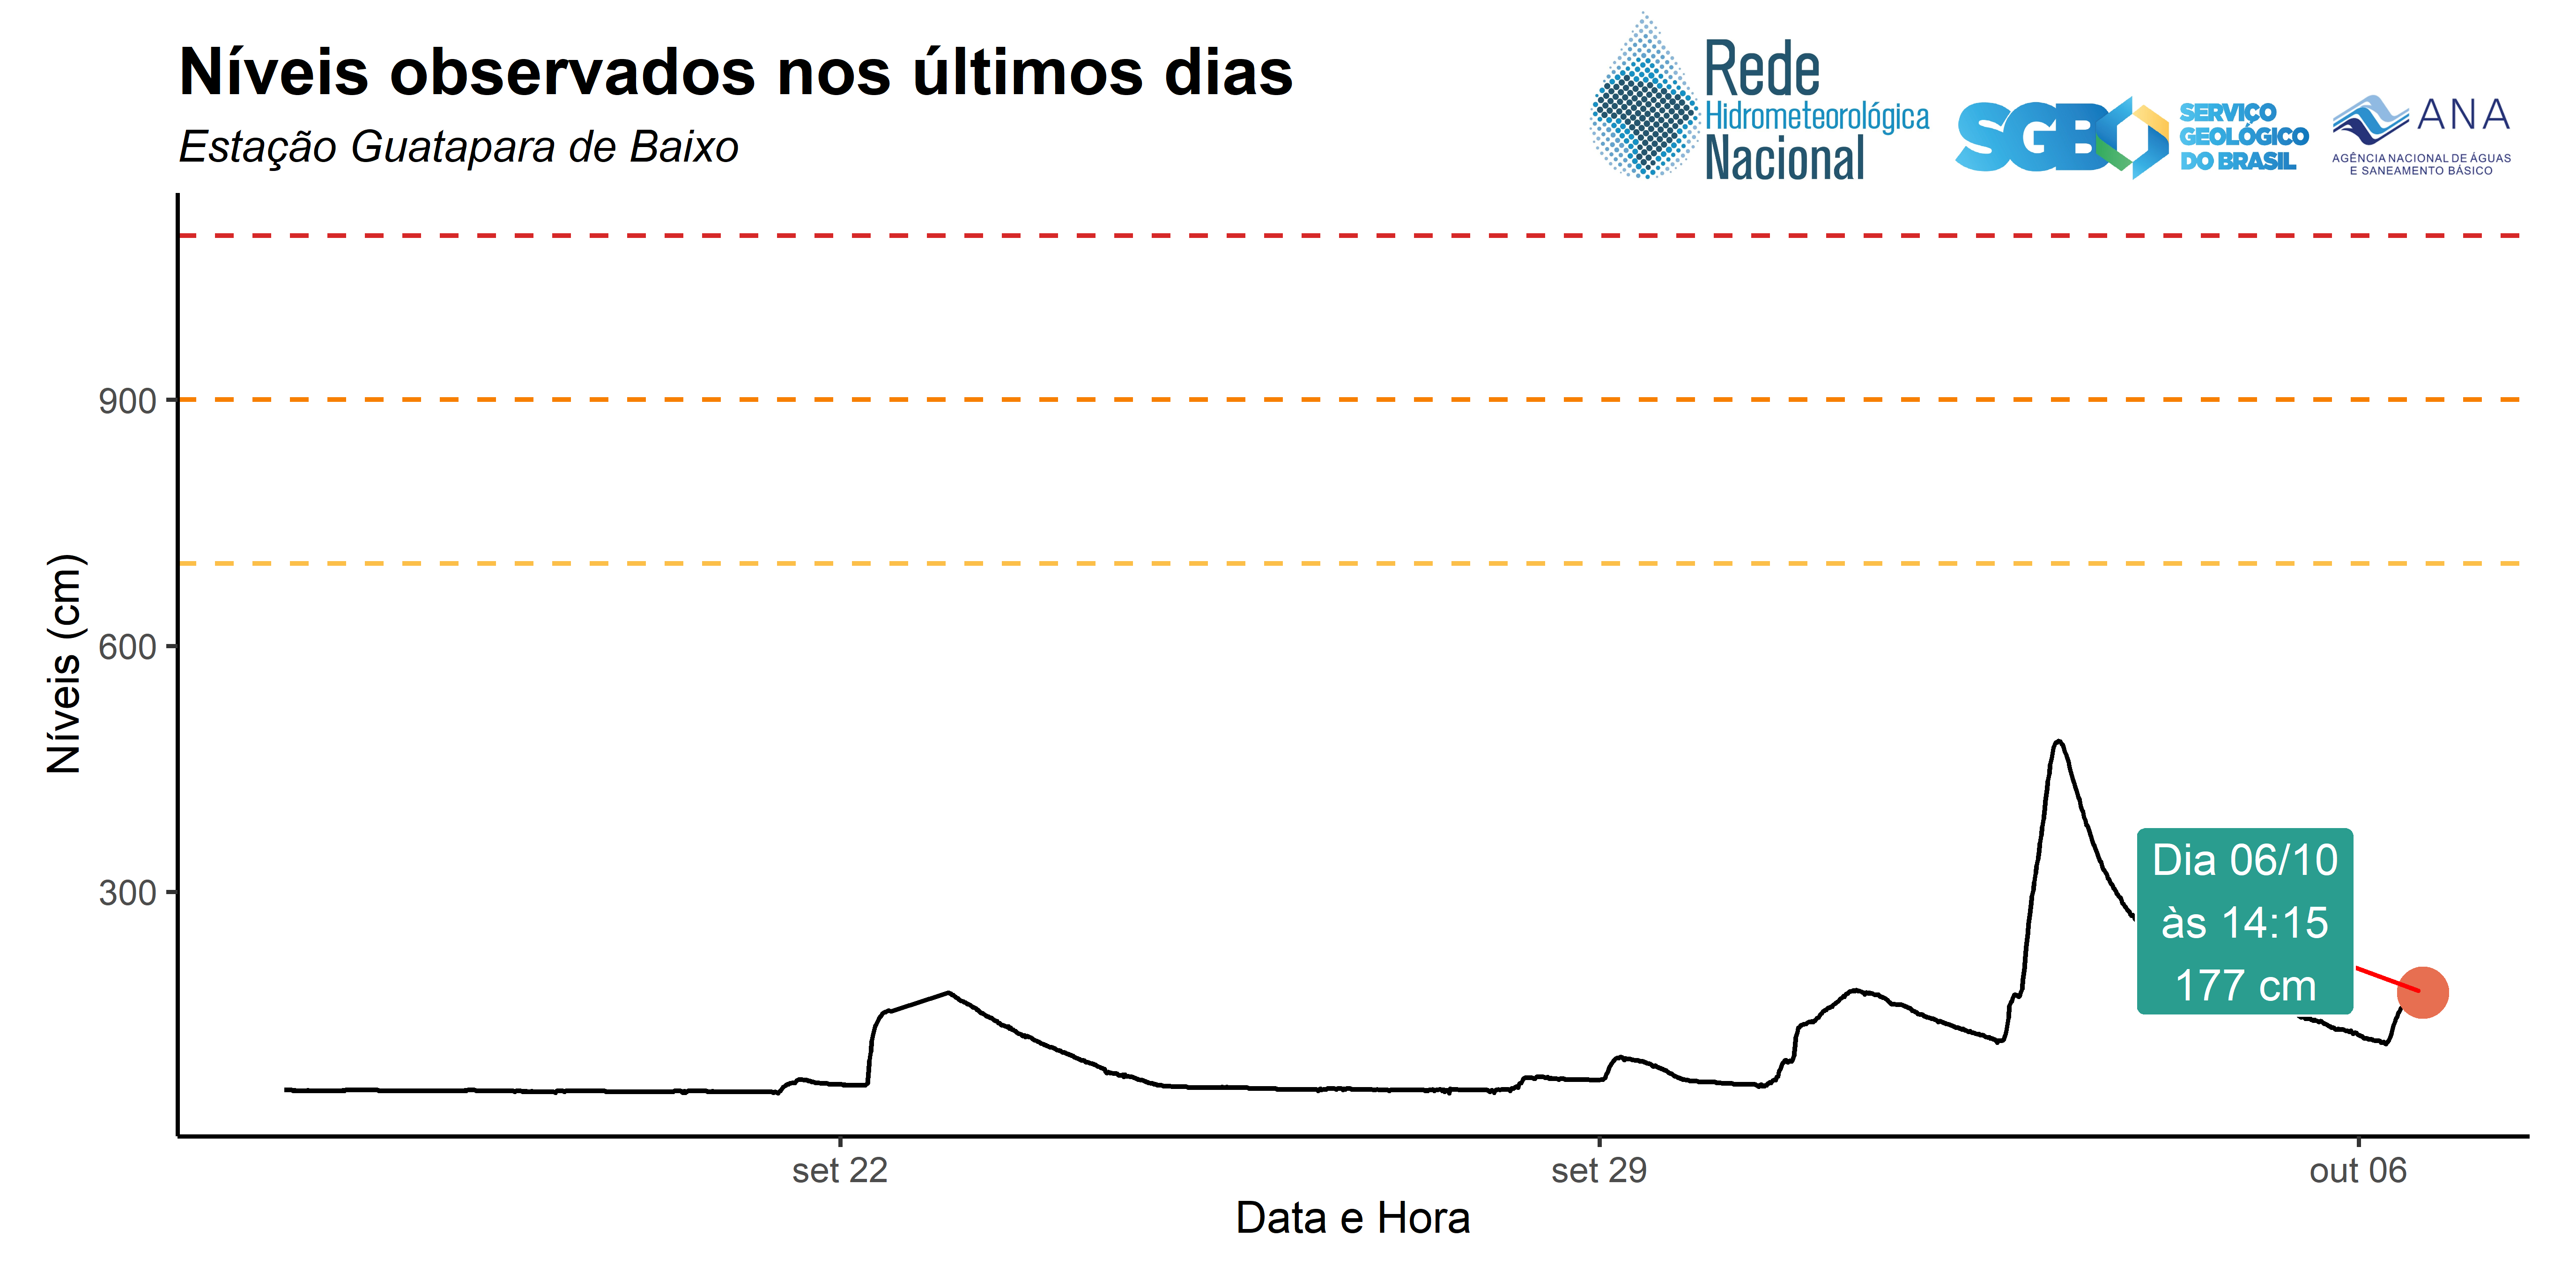 Níveis observados nos últimos dias
Estação Guatapara de Baixo
Rede
Hidrometeorológica
Nacional
SGB
SERVIÇO
GEOLÓGICO
DO BRASIL
ANA
AGÊNCIA NACIONAL DE ÁGUAS
E SANEAMENTO BÁSICO
Níveis (cm)
900
600
300
Dia 06/10
às 14:15
177 cm
set 22
set 29
out 06
Data e Hora